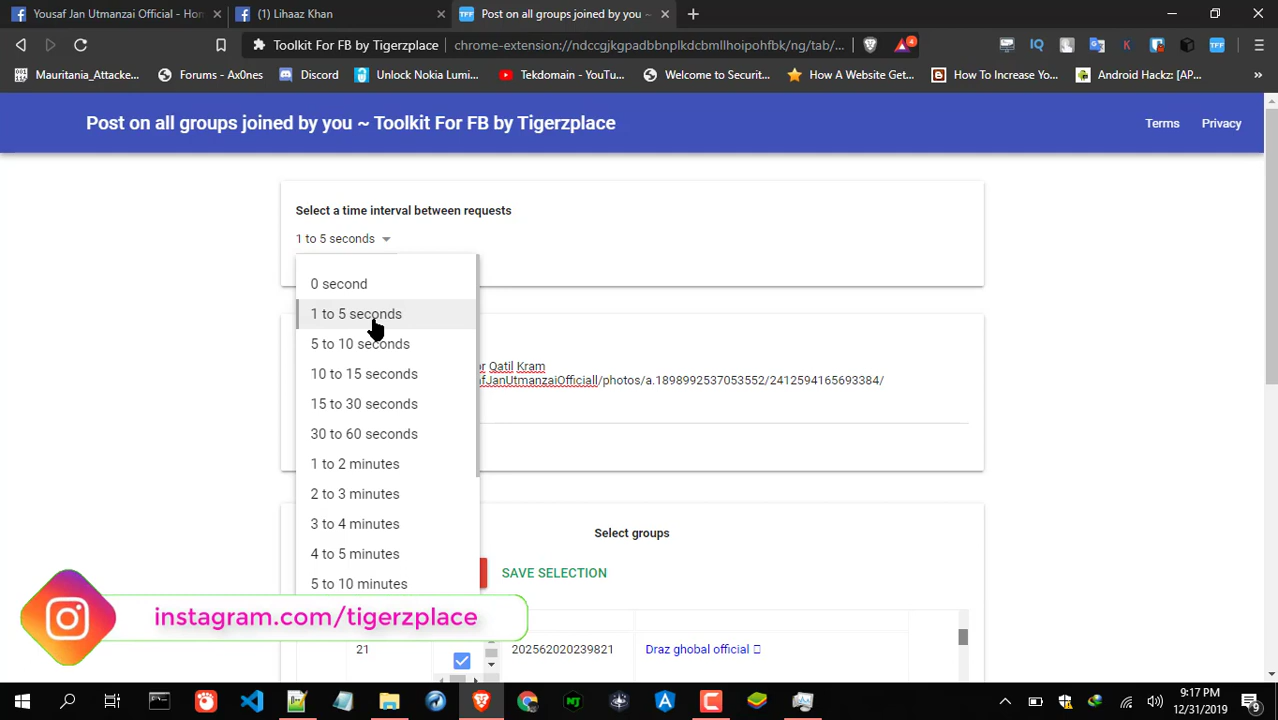 Yousaf Jan Utmanzai Official - Hom
(1) Lihaaz Khan
Post on all groups joined by you ~
Toolkit For FB by Tigerzplace
chrome-extension://ndccgjkgpadbbnplkdcbmllhoipohfbk/ng/tab/...
4
IQ
K
TFF
Mauritania_Attacke...
Forums - Ax0nes
Discord
Unlock Nokia Lumi...
Tekdomain - YouTu...
Welcome to Securit...
How A Website Get...
How To Increase Yo...
Android Hackz: [AP...
»
Post on all groups joined by you ~ Toolkit For FB by Tigerzplace
Terms
Privacy
Select a time interval between requests
1 to 5 seconds
0 second
1 to 5 seconds
5 to 10 seconds
10 to 15 seconds
15 to 30 seconds
30 to 60 seconds
1 to 2 minutes
2 to 3 minutes
3 to 4 minutes
4 to 5 minutes
5 to 10 minutes
or Qatil Kram
afJanUtmanzaiOfficiall/photos/a.1898992537053552/2412594165693384/
Select groups
SAVE SELECTION
instagram.com/tigerzplace
21
202562020239821
Draz ghobal official
9:17 PM
12/31/2019
9